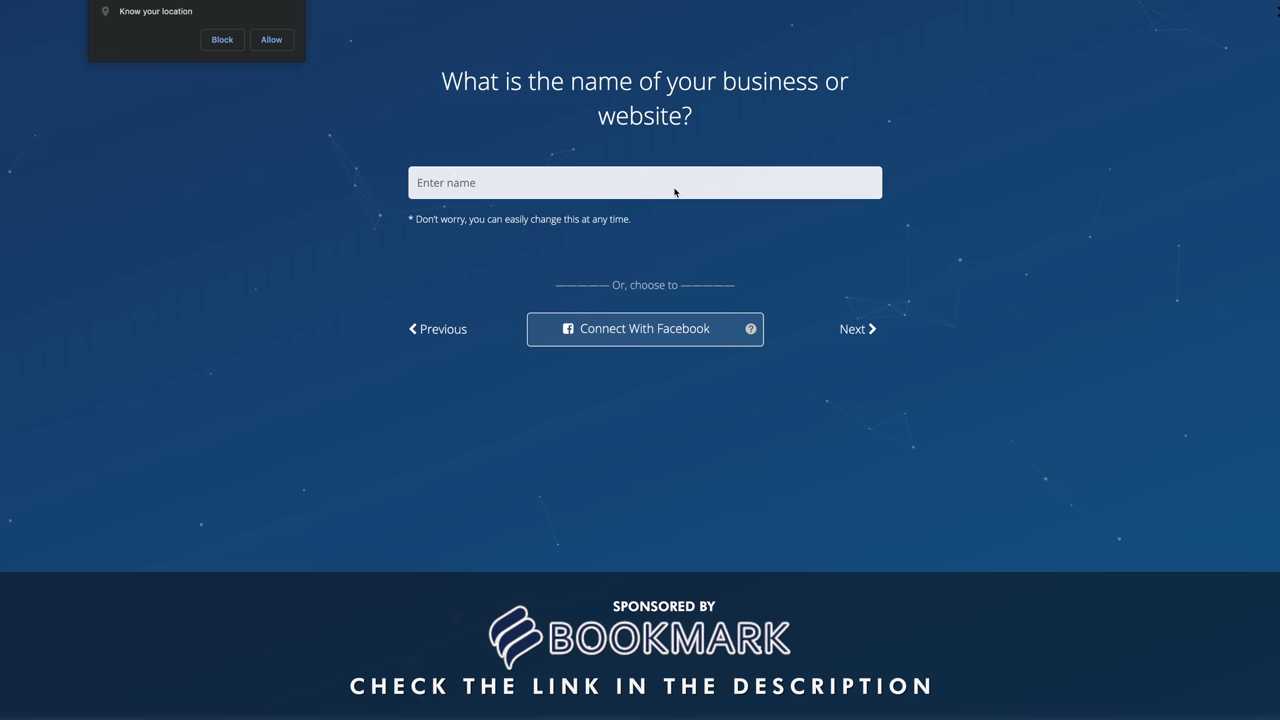 Know your location
Block Allow
What is the name of your business or
website?
Enter name
* Don't worry, you can easily change this at any time.
Or, choose to
Previous
Connect With Facebook ?
Next
SPONSORED BY
BOOKMARK
CHECK THE LINK IN THE DESCRIPTION